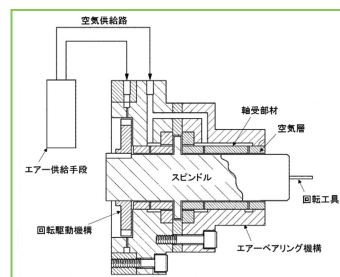 空気供給路
軸受部材
空気層
エアー供給手段
スピンドル
回転工具
回転駆動機構
エアーベアリング機構